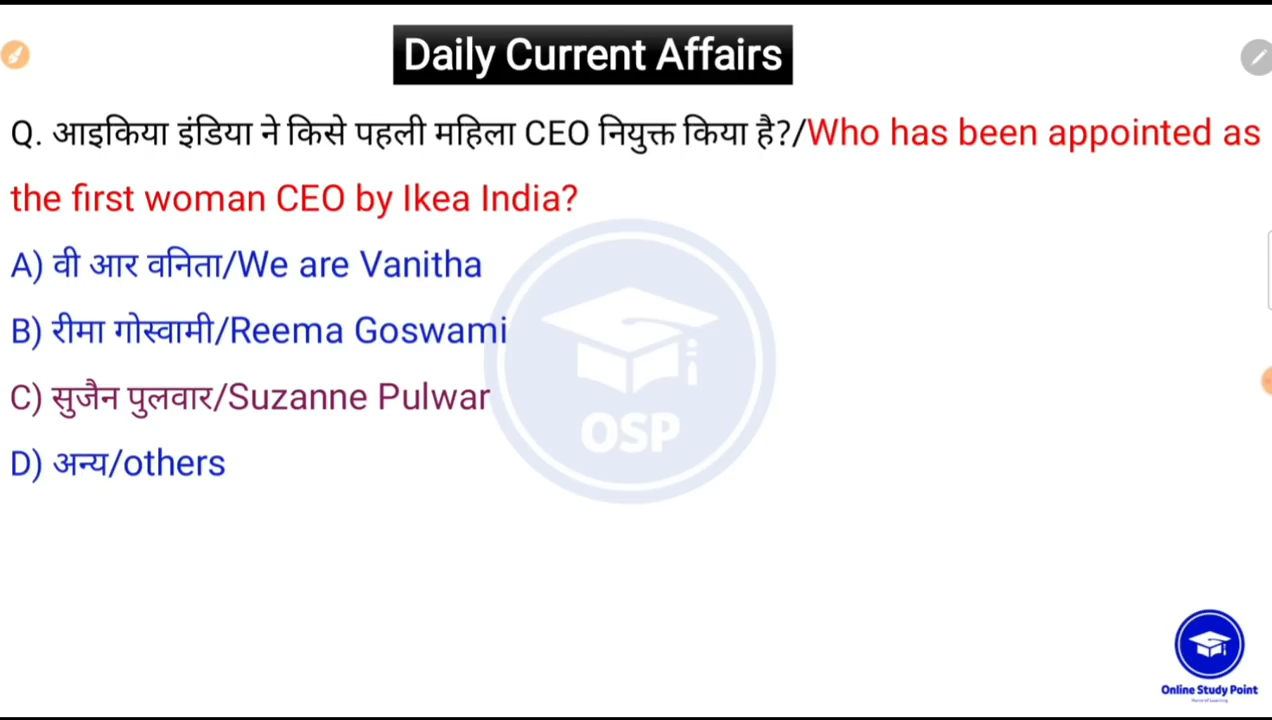 Daily Current Affairs
Q. आइकिया इंडिया ने किसे पहली महिला CEO नियुक्त किया है?/Who has been appointed as
the first woman CEO by Ikea India?
A) वी आर वनिता/We are Vanitha
B) रीमा गोस्वामी/Reema Goswami
C) सुजैन पुलवार/Suzanne Pulwar
D) अन्य/others
OSP
Online Study Point